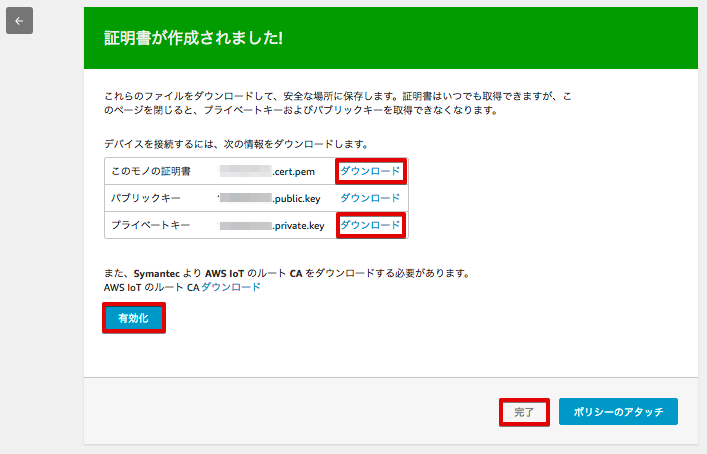 証明書が作成されました!
これらのファイルをダウンロードして、安全な場所に保存します。証明書はいつでも取得できますが、こ
のページを閉じると、プライベートキーおよびパブリックキーを取得できなくなります。
デバイスを接続するには、次の情報をダウンロードします。
このモノの証明書 .cert.pem ダウンロード
パブリックキー .public.key ダウンロード
プライベートキー .private.key ダウンロード
また、Symantec より AWS IoT のルート CA をダウンロードする必要があります。
AWS IoT のルート CA ダウンロード
有効化
完了 ポリシーのアタッチ